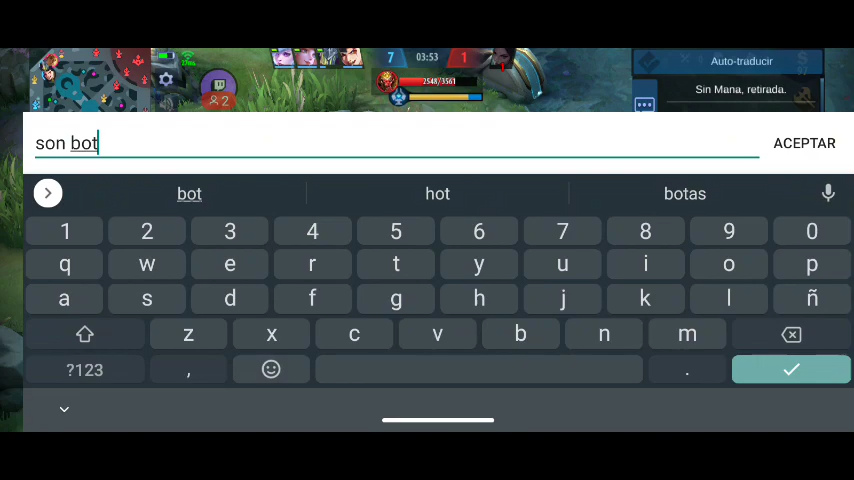 7 03:53 1
2
2548/3561
Auto-traducir
Sin Mana, retirada.
son bot
ACEPTAR
bot hot botas
1 2 3 4 5 6 7 8 9 0
q w e r t y u i o p
a s d f g h j k l ñ
z x c v b n m
?123 , .